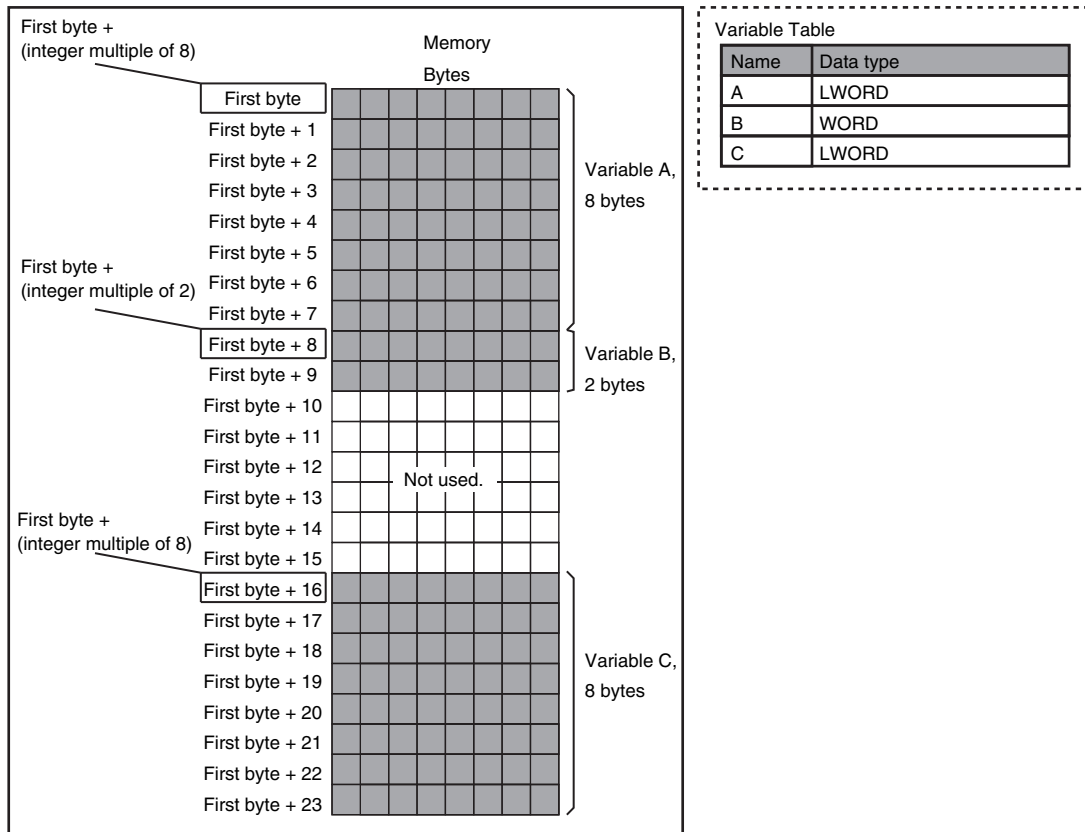 First byte +
(integer multiple of 8)
Memory
Bytes
First byte
First byte + 1
First byte + 2
First byte + 3
First byte + 4
First byte + 5
First byte + 6
First byte + 7
First byte + 8
First byte + 9
First byte + 10
First byte + 11
First byte + 12
First byte + 13
First byte + 14
First byte + 15
First byte + 16
First byte + 17
First byte + 18
First byte + 19
First byte + 20
First byte + 21
First byte + 22
First byte + 23
First byte +
(integer multiple of 2)
First byte +
(integer multiple of 8)
Variable A,
8 bytes
Variable B,
2 bytes
Not used.
Variable C,
8 bytes
Variable Table
Name Data type
A LWORD
B WORD
C LWORD